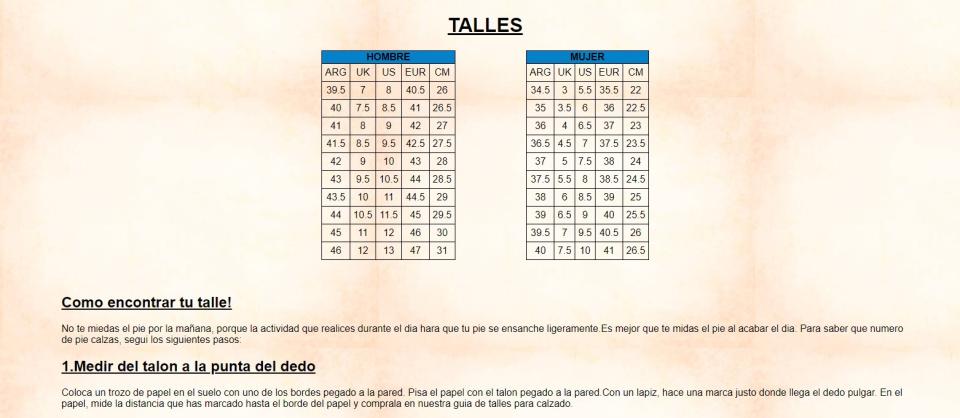 TALLES
HOMBRE
ARG UK US EUR CM
39.5 7 8 40.5 26
40 7.5 8.5 41 26.5
41 8 9 42 27
41.5 8.5 9.5 42.5 27.5
42 9 10 43 28
43 9.5 10.5 44 28.5
43.5 10 11 44.5 29
44 10.5 11.5 45 29.5
45 11 12 46 30
46 12 13 47 31
MUJER
ARG UK US EUR CM
34.5 3 5.5 35.5 22
35 3.5 6 36 22.5
36 4 6.5 37 23
36.5 4.5 7 37.5 23.5
37 5 7.5 38 24
37.5 5.5 8 38.5 24.5
38 6 8.5 39 25
39 6.5 9 40 25.5
39.5 7 9.5 40.5 26
40 7.5 10 41 26.5
Como encontrar tu talle!
No te miedas el pie por la mañana, porque la actividad que realices durante el dia hara que tu pie se ensanche ligeramente.Es mejor que te midas el pie al acabar el dia. Para saber que numero
de pie calzas, segui los siguientes pasos:
1.Medir del talon a la punta del dedo
Coloca un trozo de papel en el suelo con uno de los bordes pegado a la pared. Pisa el papel con el talon pegado a la pared.Con un lapiz, hace una marca justo donde llega el dedo pulgar. En el
papel, mide la distancia que has marcado hasta el borde del papel y comprala en nuestra guia de talles para calzado.